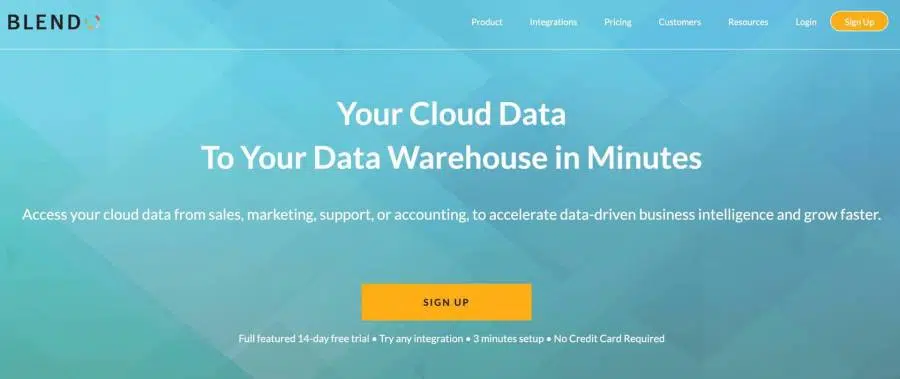 BLENDO
Product Integrations Pricing Customers Resources Login Sign Up
Your Cloud Data
To Your Data Warehouse in Minutes
Access your cloud data from sales, marketing, support, or accounting, to accelerate data-driven business intelligence and grow faster.
SIGN UP
Full featured 14-day free trial • Try any integration • 3 minutes setup • No Credit Card Required